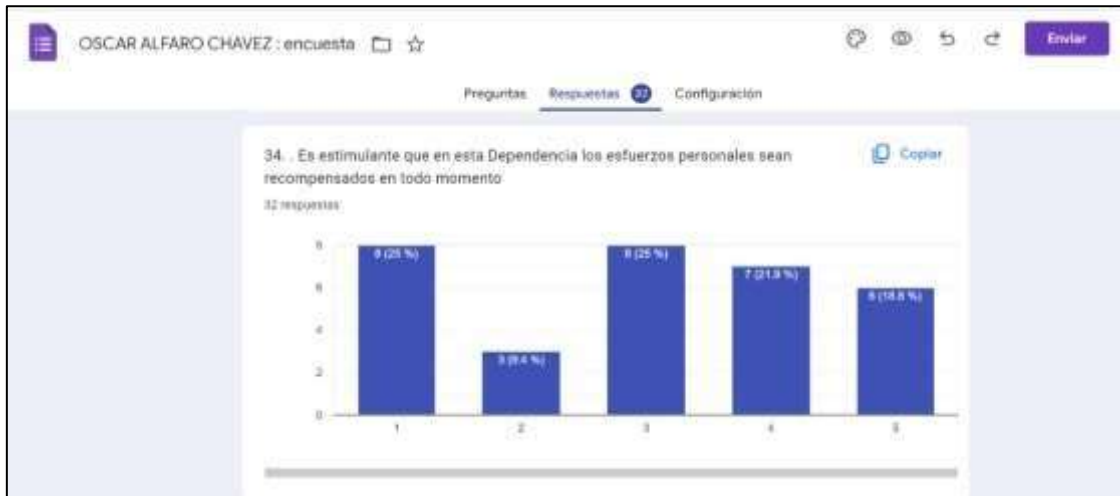 OSCAR ALFARO CHAVEZ : encuesta
Enviar
Preguntas Respuestas 32 Configuración
34. . Es estimulante que en esta Dependencia los esfuerzos personales sean
recompensados en todo momento
Copiar
32 respuestas
8
6
4
2
0
8 (25 %)
3 (9.4 %)
8 (25 %)
7 (21.9 %)
6 (18.8 %)
1 2 3 4 5